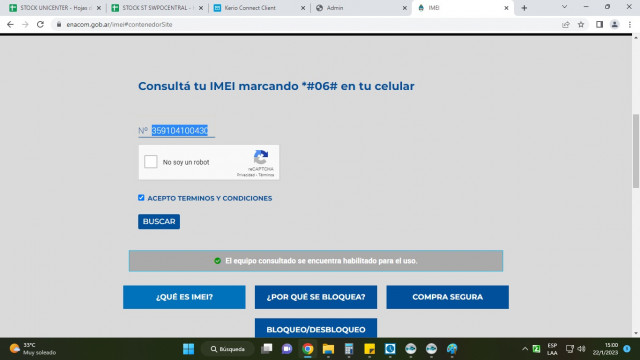 STOCK UNICENTER - Hojas d
STOCK ST SWPOCENTRAL -
Kerio Connect Client
Admin
IMEI
enacom.gob.ar/imei#contenedorSite
Consultá tu IMEI marcando *#06# en tu celular
Nº 359104100430
No soy un robot
reCAPTCHA
Privacidad - Términos
ACEPTO TERMINOS Y CONDICIONES
BUSCAR
El equipo consultado se encuentra habilitado para el uso.
¿QUÉ ES IMEI?
¿POR QUÉ SE BLOQUEA?
COMPRA SEGURA
BLOQUEO/DESBLOQUEO
33°C
Muy soleado
Búsqueda
ESP
LAA
15:00
22/1/2023